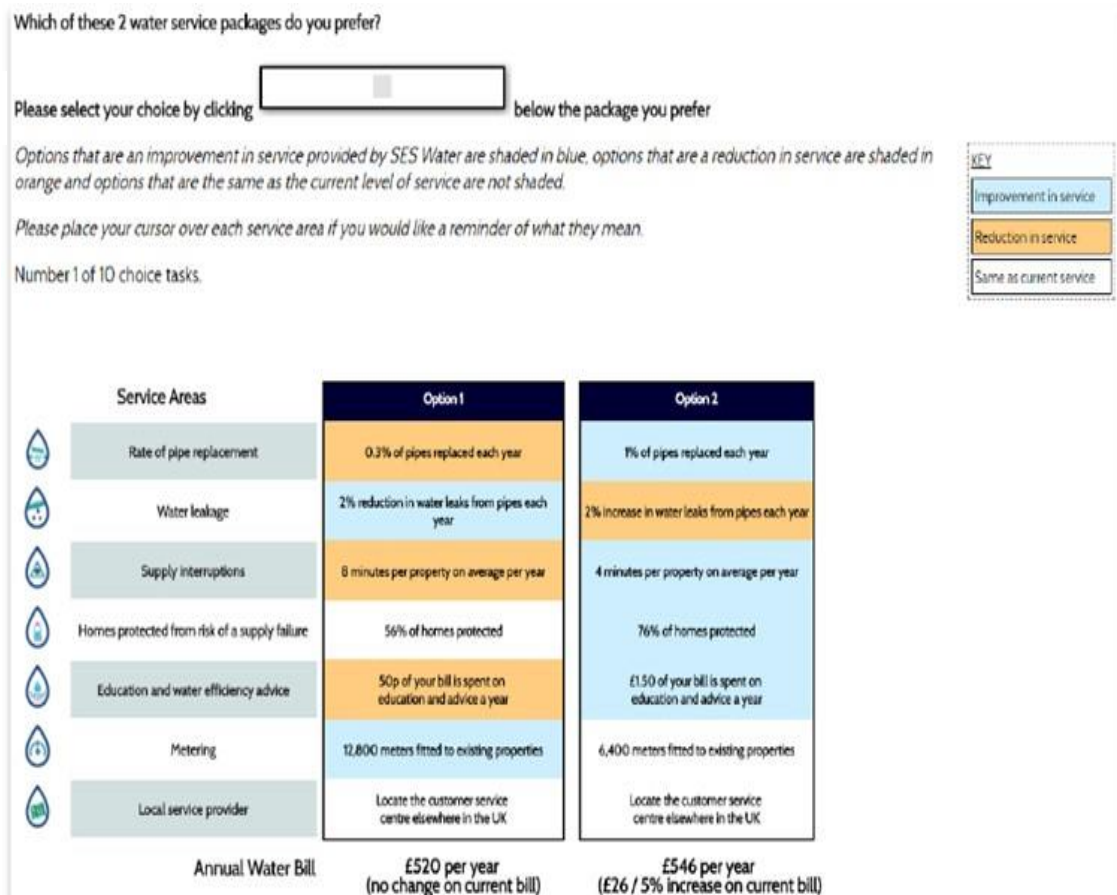 Which of these 2 water service packages do you prefer?
Please select your choice by clicking below the package you prefer
Options that are an improvement in service provided by SES Water are shaded in blue, options that are a reduction in service are shaded in
orange and options that are the same as the current level of service are not shaded.
Please place your cursor over each service area if you would like a reminder of what they mean.
Number 1 of 10 choice tasks.
KEY
Improvement in service
Reduction in service
Same as current service
Service Areas
Option 1
Option 2
Rate of pipe replacement
0.3% of pipes replaced each year
1% of pipes replaced each year
Water leakage
2% reduction in water leaks from pipes each
year
2% increase in water leaks from pipes each year
Supply interruptions
8 minutes per property on average per year
4 minutes per property on average per year
Homes protected from risk of a supply failure
56% of homes protected
76% of homes protected
Education and water efficiency advice
50p of your bill is spent on
education and advice a year
£1.50 of your bill is spent on
education and advice a year
Metering
12,800 meters fitted to existing properties
6,400 meters fitted to existing properties
Local service provider
Locate the customer service
centre elsewhere in the UK
Locate the customer service
centre elsewhere in the UK
Annual Water Bill
£520 per year
(no change on current bill)
£546 per year
(£26 / 5% increase on current bill)